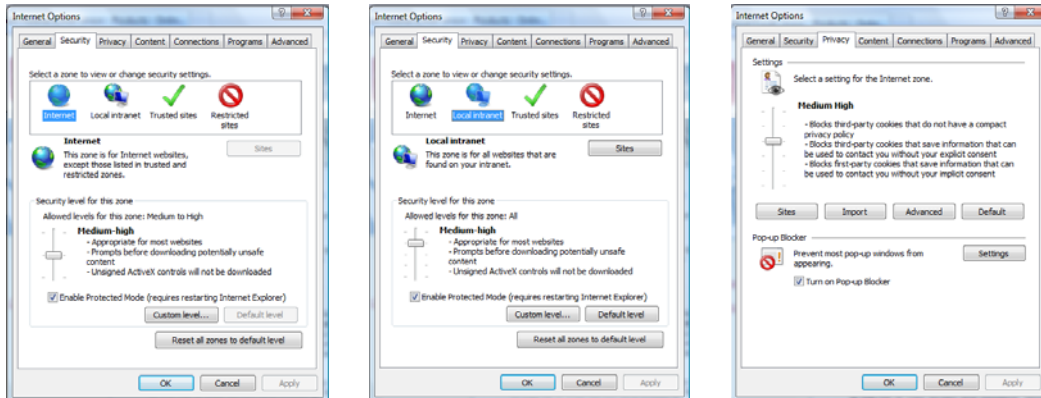 Internet Options
General Security Privacy Content Connections Programs Advanced
Select a zone to view or change security settings.
Internet Local intranet Trusted sites Restricted sites
Internet
This zone is for Internet websites,
except those listed in trusted and
restricted zones.
Sites
Security level for this zone
Allowed levels for this zone: Medium to High
Medium-high
- Appropriate for most websites
- Prompts before downloading potentially unsafe
content
- Unsigned ActiveX controls will not be downloaded
Enable Protected Mode (requires restarting Internet Explorer)
Custom level... Default level
Reset all zones to default level
OK Cancel Apply
Internet Options
General Security Privacy Content Connections Programs Advanced
Select a zone to view or change security settings.
Internet Local intranet Trusted sites Restricted sites
Local intranet
This zone is for all websites that are
found on your intranet.
Sites
Security level for this zone
Allowed levels for this zone: All
Medium-high
- Appropriate for most websites
- Prompts before downloading potentially unsafe
content
- Unsigned ActiveX controls will not be downloaded
Enable Protected Mode (requires restarting Internet Explorer)
Custom level... Default level
Reset all zones to default level
OK Cancel Apply
Internet Options
General Security Privacy Content Connections Programs Advanced
Settings
Select a setting for the Internet zone.
Medium High
- Blocks third-party cookies that do not have a compact
privacy policy
- Blocks third-party cookies that save information that can
be used to contact you without your explicit consent
- Blocks first-party cookies that save information that can
be used to contact you without your implicit consent
Sites Import Advanced Default
Pop-up Blocker
Prevent most pop-up windows from
appearing.
Settings
Turn on Pop-up Blocker
OK Cancel Apply